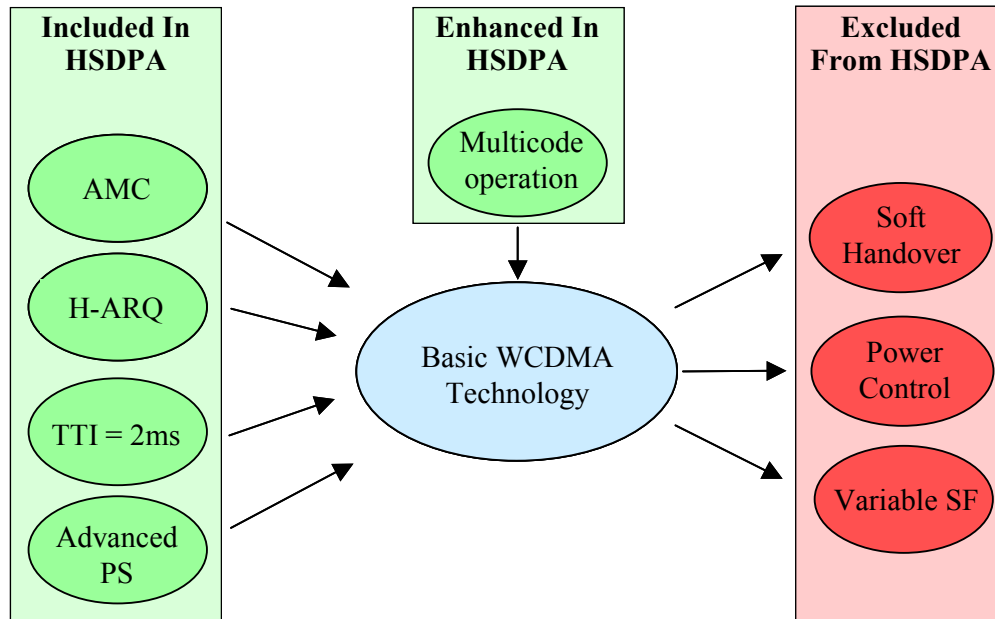 Included In
HSDPA
AMC
H-ARQ
TTI = 2ms
Advanced
PS
Enhanced In
HSDPA
Multicode
operation
Basic WCDMA
Technology
Excluded
From HSDPA
Soft
Handover
Power
Control
Variable SF